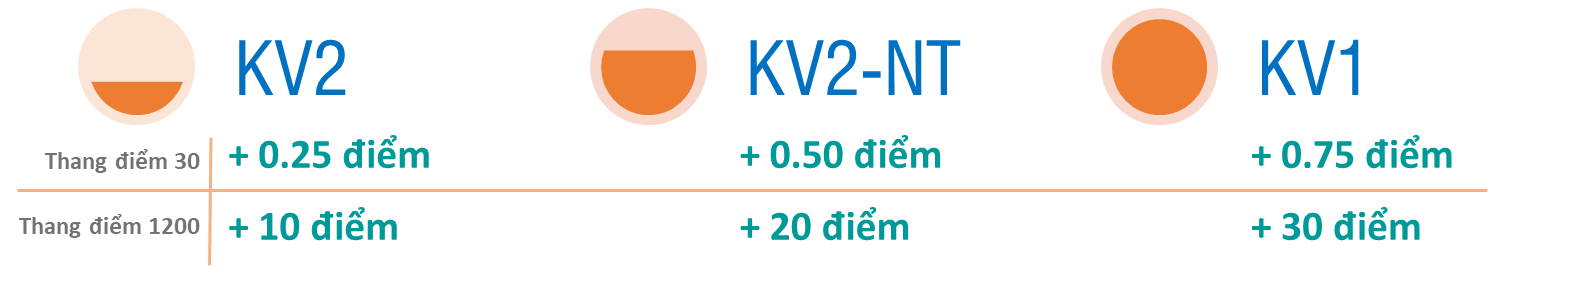 KV2 KV2-NT KV1
Thang điểm 30 + 0.25 điểm + 0.50 điểm + 0.75 điểm
Thang điểm 1200 + 10 điểm + 20 điểm + 30 điểm